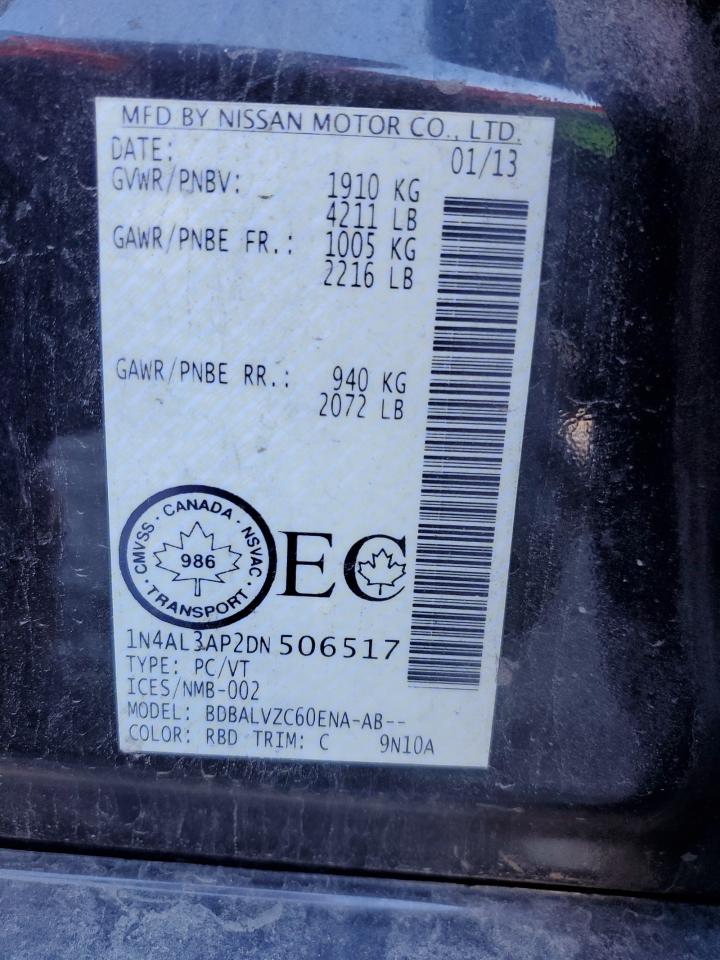 MFD BY NISSAN MOTOR CO., LTD.
DATE: 01/13
GVWR/PNBV: 1910 KG
4211 LB
GAWR/PNBE FR.: 1005 KG
2216 LB
GAWR/PNBE RR.: 940 KG
2072 LB
CMVSS · CANADA · NSVAC · TRANSPORT ·
986
EC
1N4AL3AP2DN 506517
TYPE: PC/VT
ICES/NMB-002
MODEL: BDBALVZC60ENA-AB--
COLOR: RBD TRIM: C 9N10A